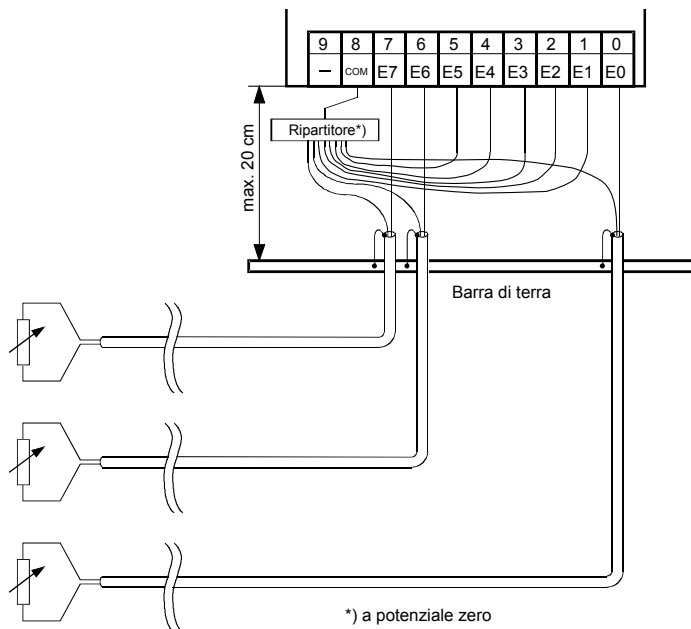 9 8 7 6 5 4 3 2 1 0
– COM E7 E6 E5 E4 E3 E2 E1 E0
Ripartitore*)
max. 20 cm
Barra di terra
*) a potenziale zero